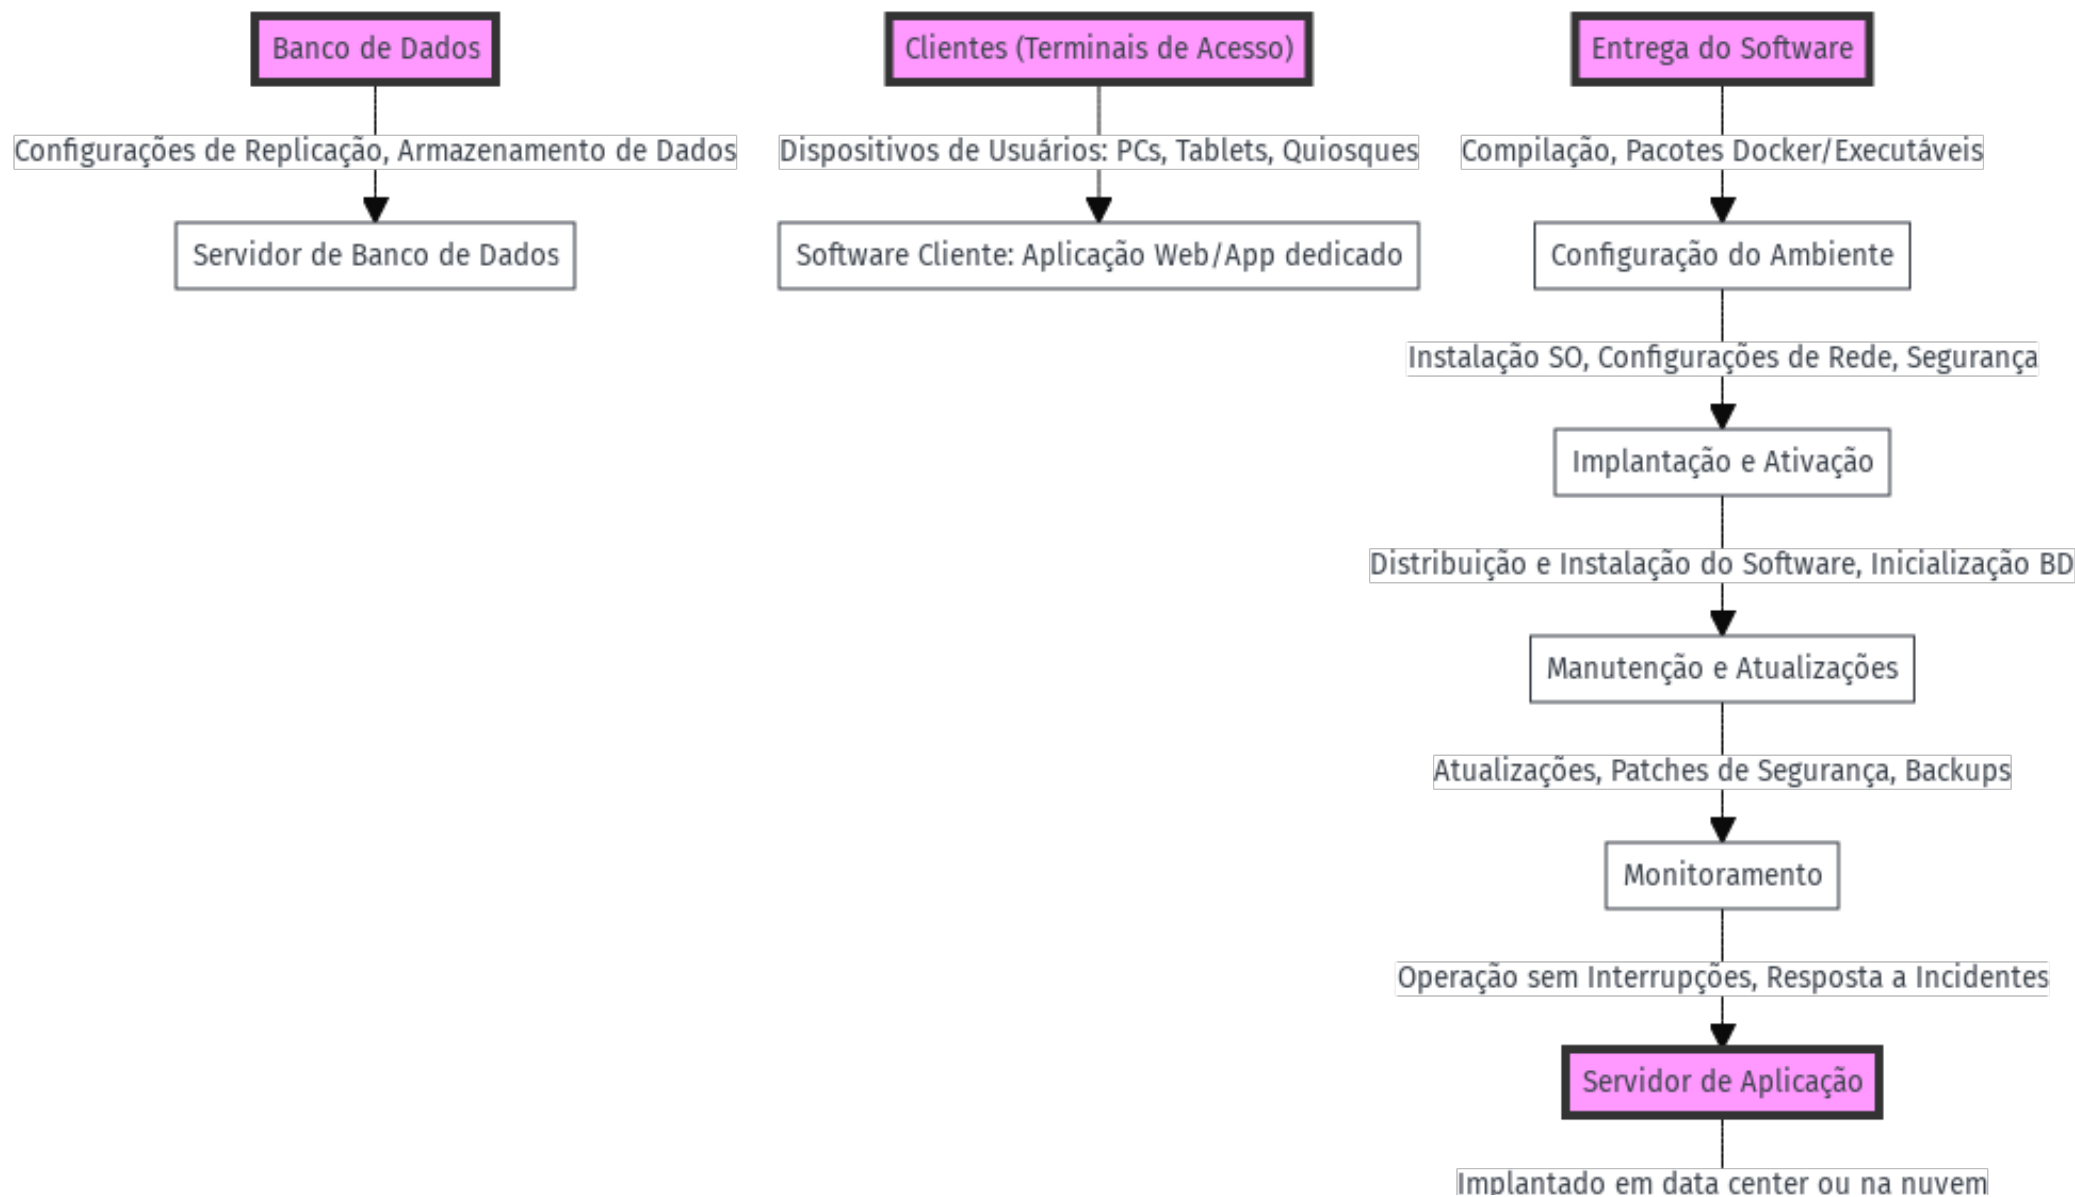 Banco de Dados
Configurações de Replicação, Armazenamento de Dados
Servidor de Banco de Dados
Clientes (Terminais de Acesso)
Dispositivos de Usuários: PCs, Tablets, Quiosques
Software Cliente: Aplicação Web/App dedicado
Entrega do Software
Compilação, Pacotes Docker/Executáveis
Configuração do Ambiente
Instalação SO, Configurações de Rede, Segurança
Implantação e Ativação
Distribuição e Instalação do Software, Inicialização BD
Manutenção e Atualizações
Atualizações, Patches de Segurança, Backups
Monitoramento
Operação sem Interrupções, Resposta a Incidentes
Servidor de Aplicação
Implantado em data center ou na nuvem